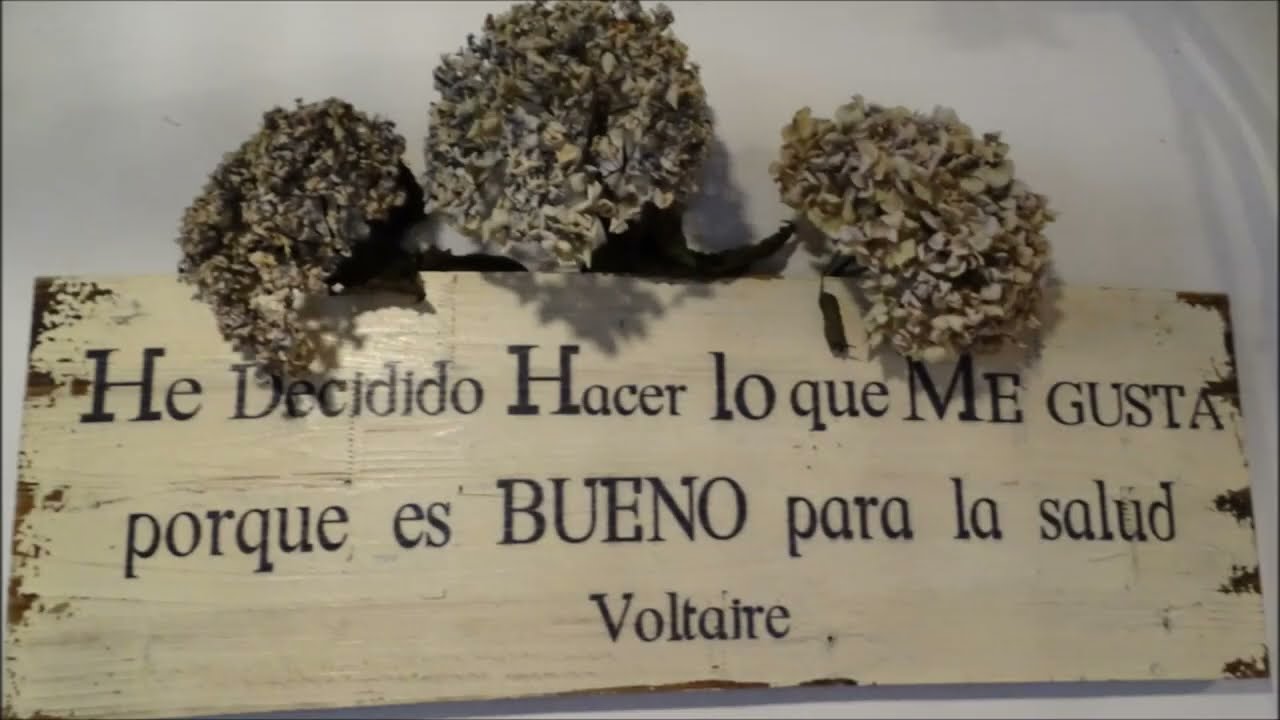 He Decidido Hacer lo que ME GUSTA
porque es BUENO para la salud
Voltaire